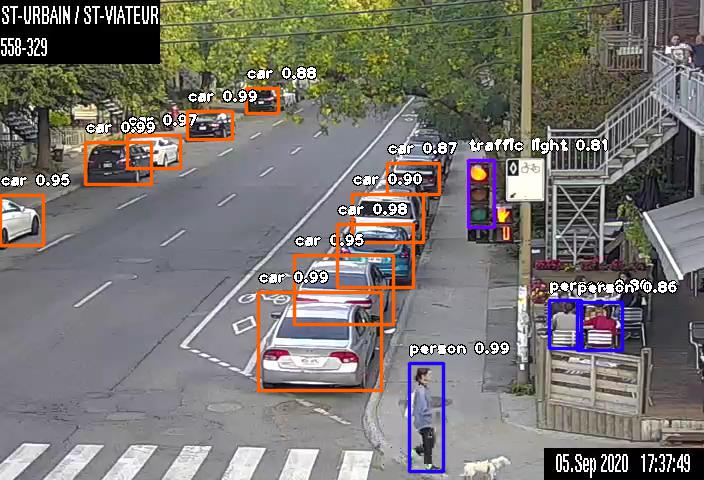 ST-URBAIN / ST-VIATEUR
558-329
car 0.88
car 0.99
car 0.97
car 0.99
car 0.87
traffic light 0.81
car 0.95
car 0.90
car 0.98
car 0.95
car 0.99
person 0.86
person 0.99
05.Sep 2020 17:37:49